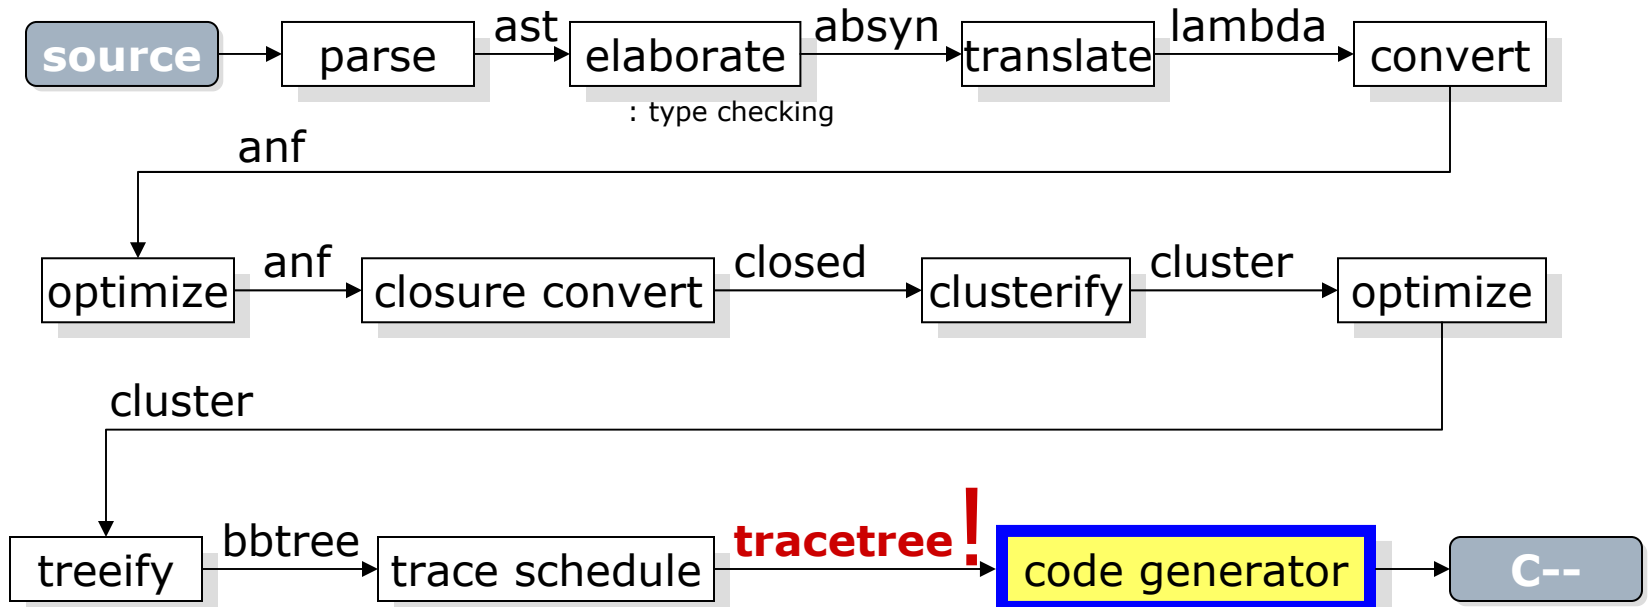 source
parse
ast
elaborate
absyn
translate
lambda
convert
: type checking
anf
optimize
anf
closure convert
closed
clusterify
cluster
optimize
cluster
treeify
bbtree
trace schedule
tracetree!
code generator
C--